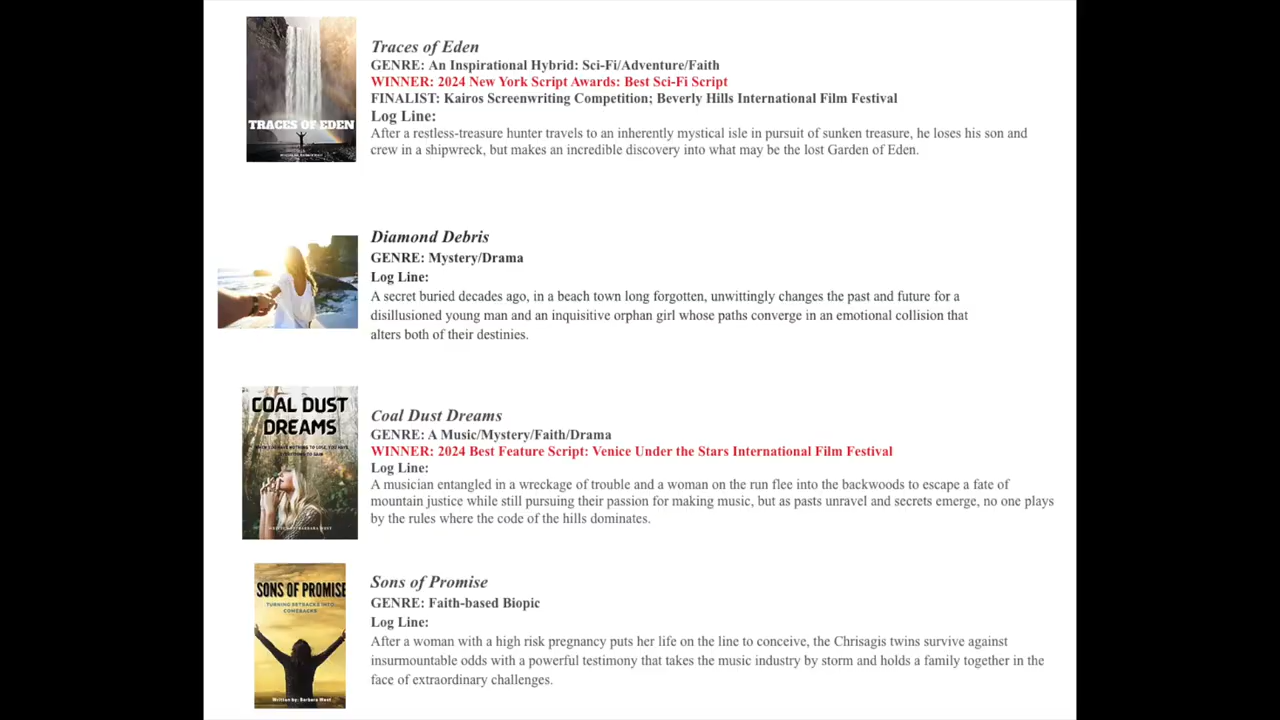 Traces of Eden
GENRE: An Inspirational Hybrid: Sci-Fi/Adventure/Faith
WINNER: 2024 New York Script Awards: Best Sci-Fi Script
FINALIST: Kairos Screenwriting Competition; Beverly Hills International Film Festival
Log Line:
After a restless-treasure hunter travels to an inherently mystical isle in pursuit of sunken treasure, he loses his son and
crew in a shipwreck, but makes an incredible discovery into what may be the lost Garden of Eden.
TRACES OF EDEN
Diamond Debris
GENRE: Mystery/Drama
Log Line:
A secret buried decades ago, in a beach town long forgotten, unwittingly changes the past and future for a
disillusioned young man and an inquisitive orphan girl whose paths converge in an emotional collision that
alters both of their destinies.
COAL DUST
DREAMS
Coal Dust Dreams
GENRE: A Music/Mystery/Faith/Drama
WINNER: 2024 Best Feature Script: Venice Under the Stars International Film Festival
Log Line:
A musician entangled in a wreckage of trouble and a woman on the run flee into the backwoods to escape a fate of
mountain justice while still pursuing their passion for making music, but as pasts unravel and secrets emerge, no one plays
by the rules where the code of the hills dominates.
SONS OF PROMISE
TURNING SETBACKS INTO
COMEBACKS
Written by: Barbara West
Sons of Promise
GENRE: Faith-based Biopic
Log Line:
After a woman with a high risk pregnancy puts her life on the line to conceive, the Chrisagis twins survive against
insurmountable odds with a powerful testimony that takes the music industry by storm and holds a family together in the
face of extraordinary challenges.